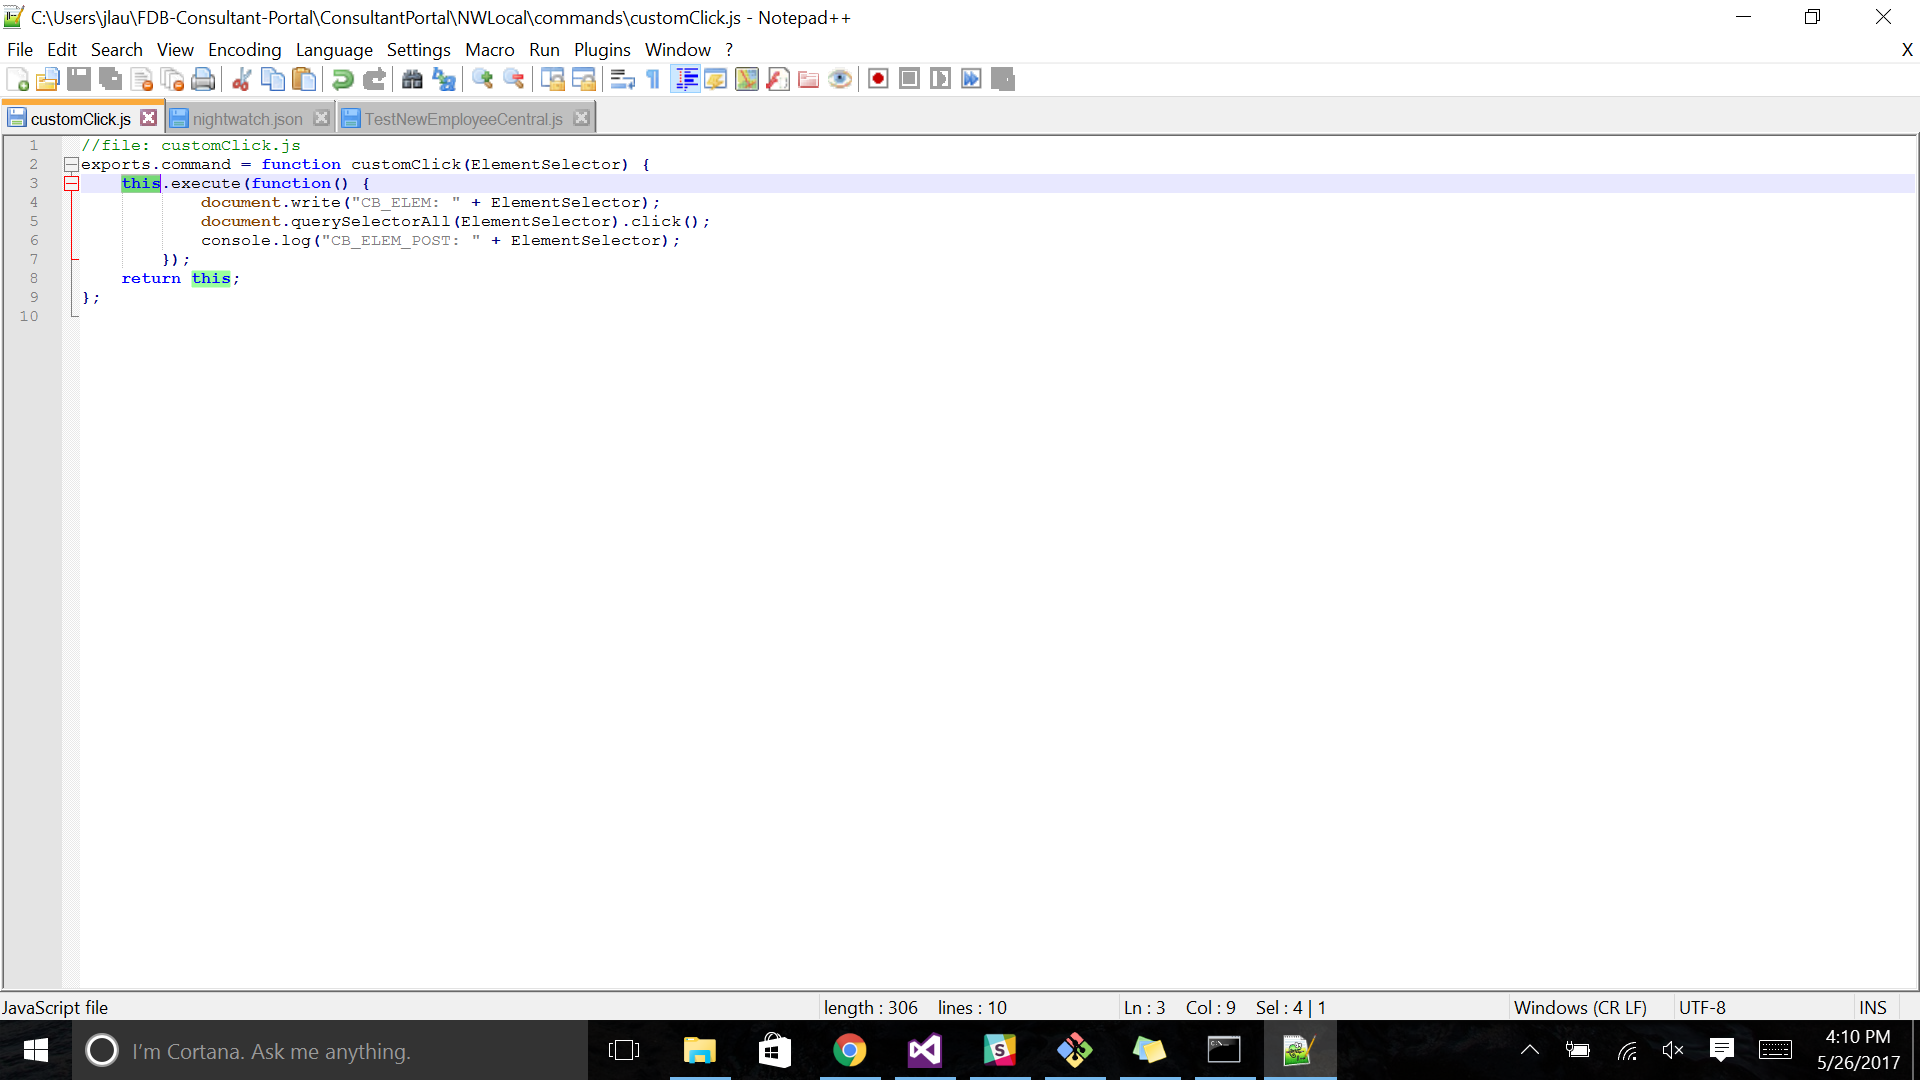 C:\Users\jlau\FDB-Consultant-Portal\ConsultantPortal\NWLocal\commands\customClick.js - Notepad++
File Edit Search View Encoding Language Settings Macro Run Plugins Window ? X
customClick.js nightwatch.json TestNewEmployeeCentral.js
1 //file: customClick.js
2 exports.command = function customClick(ElementSelector) {
3 this.execute(function() {
4 document.write("CB_ELEM: " + ElementSelector);
5 document.querySelectorAll(ElementSelector).click();
6 console.log("CB_ELEM_POST: " + ElementSelector);
7 });
8 return this;
9 };
10
JavaScript file length : 306 lines : 10 Ln : 3 Col : 9 Sel : 4 | 1 Windows (CR LF) UTF-8 INS
I'm Cortana. Ask me anything.
4:10 PM
5/26/2017